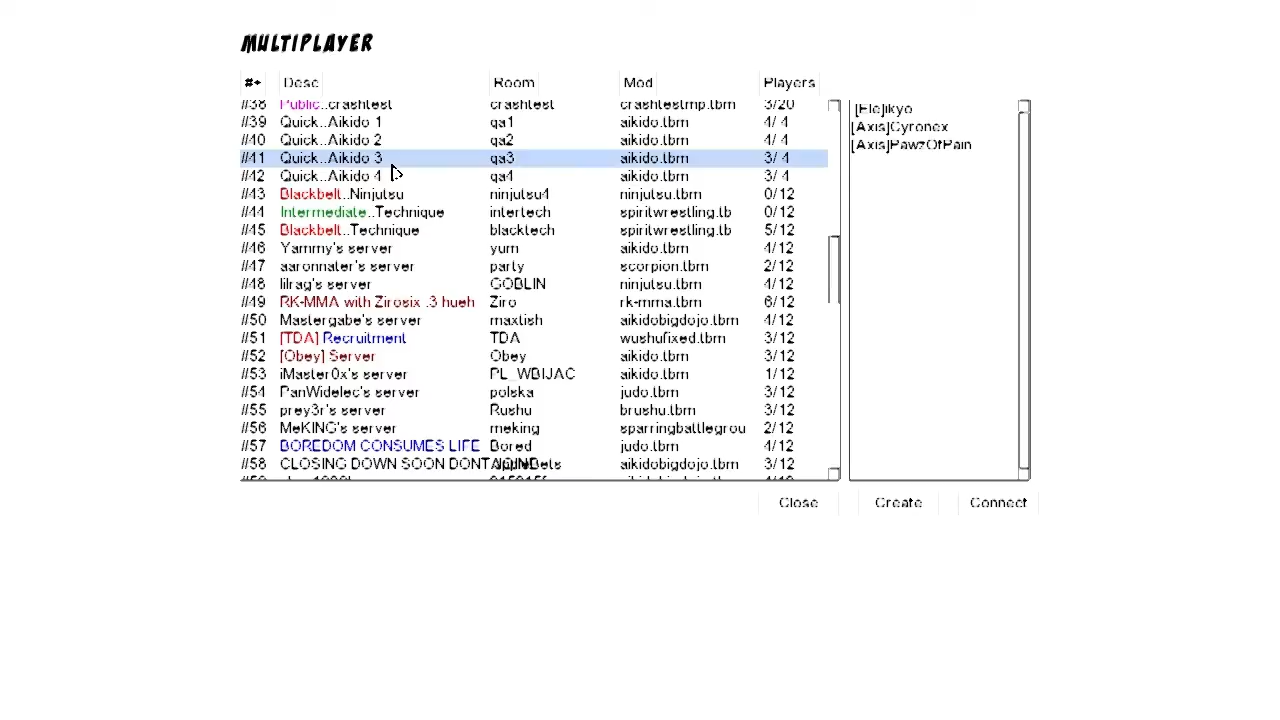 MULTIPLAYER
#+ Desc Room Mod Players
#38 Public..crashtest crashtest crashtestmp.tbm 3/20
#39 Quick..Aikido 1 qa1 aikido.tbm 4/ 4
#40 Quick..Aikido 2 qa2 aikido.tbm 4/ 4
#41 Quick..Aikido 3 qa3 aikido.tbm 3/ 4
#42 Quick..Aikido 4 qa4 aikido.tbm 3/ 4
#43 Blackbelt..Ninjutsu ninjutsu4 ninjutsu.tbm 0/12
#44 Intermediate..Technique intertech spiritwrestling.tb 0/12
#45 Blackbelt..Technique blacktech spiritwrestling.tb 5/12
#46 Yammy's server yum aikido.tbm 4/12
#47 aaronnater's server party scorpion.tbm 2/12
#48 lilrag's server GOBLIN ninjutsu.tbm 4/12
#49 RK-MMA with Zirosix .3 hueh Ziro rk-mma.tbm 6/12
#50 Mastergabe's server maxtish aikidobigdojo.tbm 4/12
#51 [TDA] Recruitment TDA wushufixed.tbm 3/12
#52 [Obey] Server Obey aikido.tbm 3/12
#53 iMaster0x's server PL_WBIJAC aikido.tbm 1/12
#54 PanWidelec's server polska judo.tbm 3/12
#55 prey3r's server Rushu brushu.tbm 3/12
#56 MeKING's server meking sparringbattlegrou 2/12
#57 BOREDOM CONSUMES LIFE Bored judo.tbm 4/12
#58 CLOSING DOWN SOON DONT aikidobigdojo.tbm 3/12
[Ele]ikyo
[Axis]Cyronex
[Axis]PawzOfPain
Close Create Connect